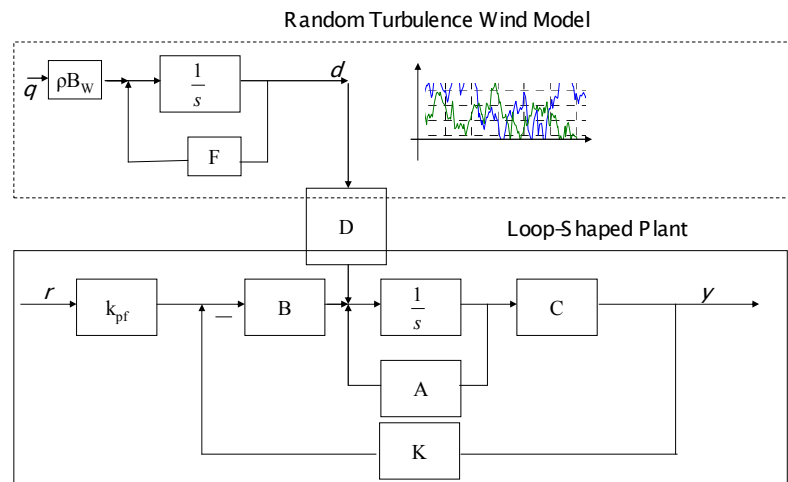 Random Turbulence Wind Model
q
ρB_W
1
s
d
F
D
Loop-Shaped Plant
r
k_pf
—
B
1
s
C
y
A
K